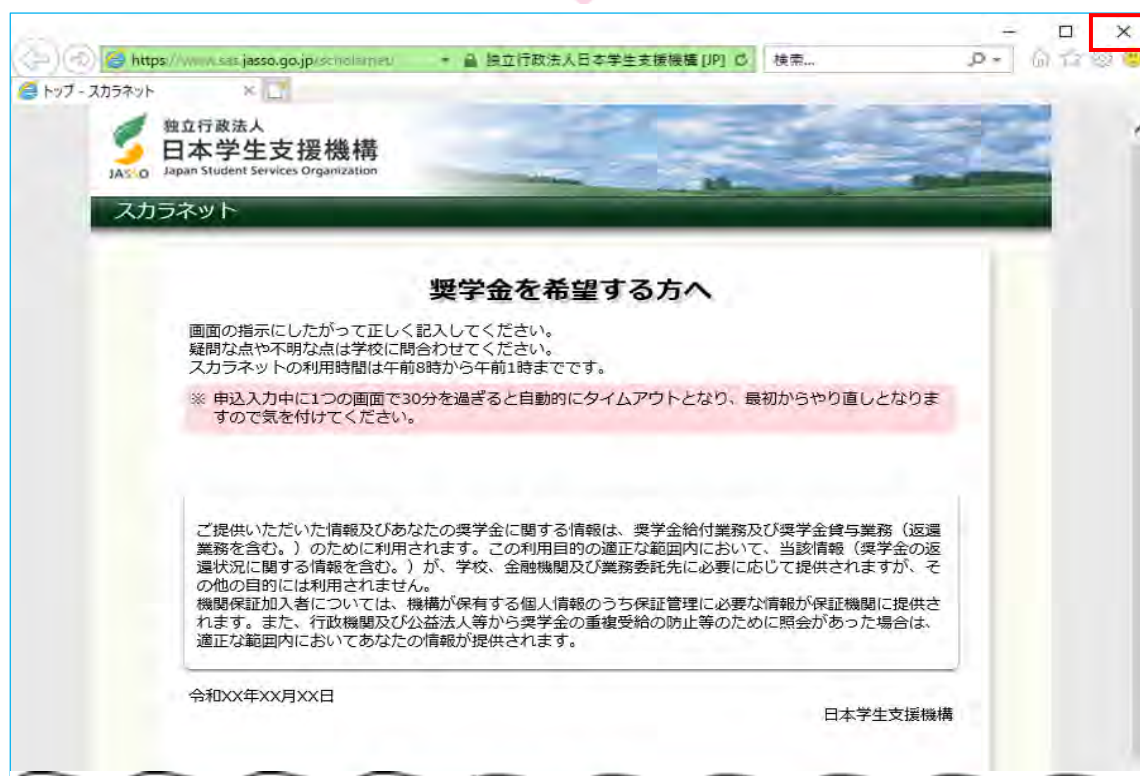 https://www.sas.jasso.go.jp/scholarnet/
独立行政法人日本学生支援機構 [JP]
検索...
トップ - スカラネット
独立行政法人
日本学生支援機構
JASSO Japan Student Services Organization
スカラネット
奨学金を希望する方へ
画面の指示にしたがって正しく記入してください。
疑問な点や不明な点は学校に問合わせてください。
スカラネットの利用時間は午前8時から午前1時までです。
※ 申込入力中に1つの画面で30分を過ぎると自動的にタイムアウトとなり、最初からやり直しとなりま
すので気を付けてください。
ご提供いただいた情報及びあなたの奨学金に関する情報は、奨学金給付業務及び奨学金貸与業務（返還
業務を含む。）のために利用されます。この利用目的の適正な範囲内において、当該情報（奨学金の返
還状況に関する情報を含む。）が、学校、金融機関及び業務委託先に必要に応じて提供されますが、そ
の他の目的には利用されません。
機関保証加入者については、機構が保有する個人情報のうち保証管理に必要な情報が保証機関に提供さ
れます。また、行政機関及び公益法人等から奨学金の重複受給の防止等のために照会があった場合は、
適正な範囲内においてあなたの情報が提供されます。
令和XX年XX月XX日
日本学生支援機構